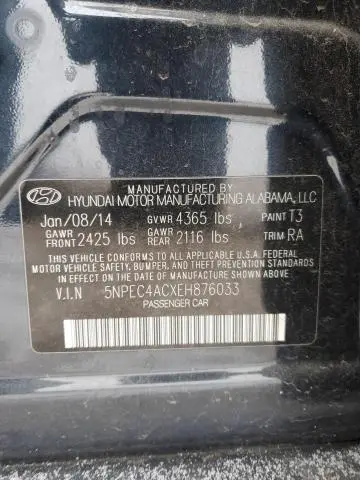 MANUFACTURED BY
HYUNDAI MOTOR MANUFACTURING ALABAMA, LLC
Jan/08/14 GVWR 4365 lbs PAINT T3
GAWR FRONT 2425 lbs GAWR REAR 2116 lbs. TRIM RA
THIS VEHICLE CONFORMS TO ALL APPLICABLE U.S.A. FEDERAL
MOTOR VEHICLE SAFETY, BUMPER, AND THEFT PREVENTION STANDARDS
IN EFFECT ON THE DATE OF MANUFACTURE SHOWN ABOVE.
V.I.N 5NPEC4ACXEH876033
PASSENGER CAR